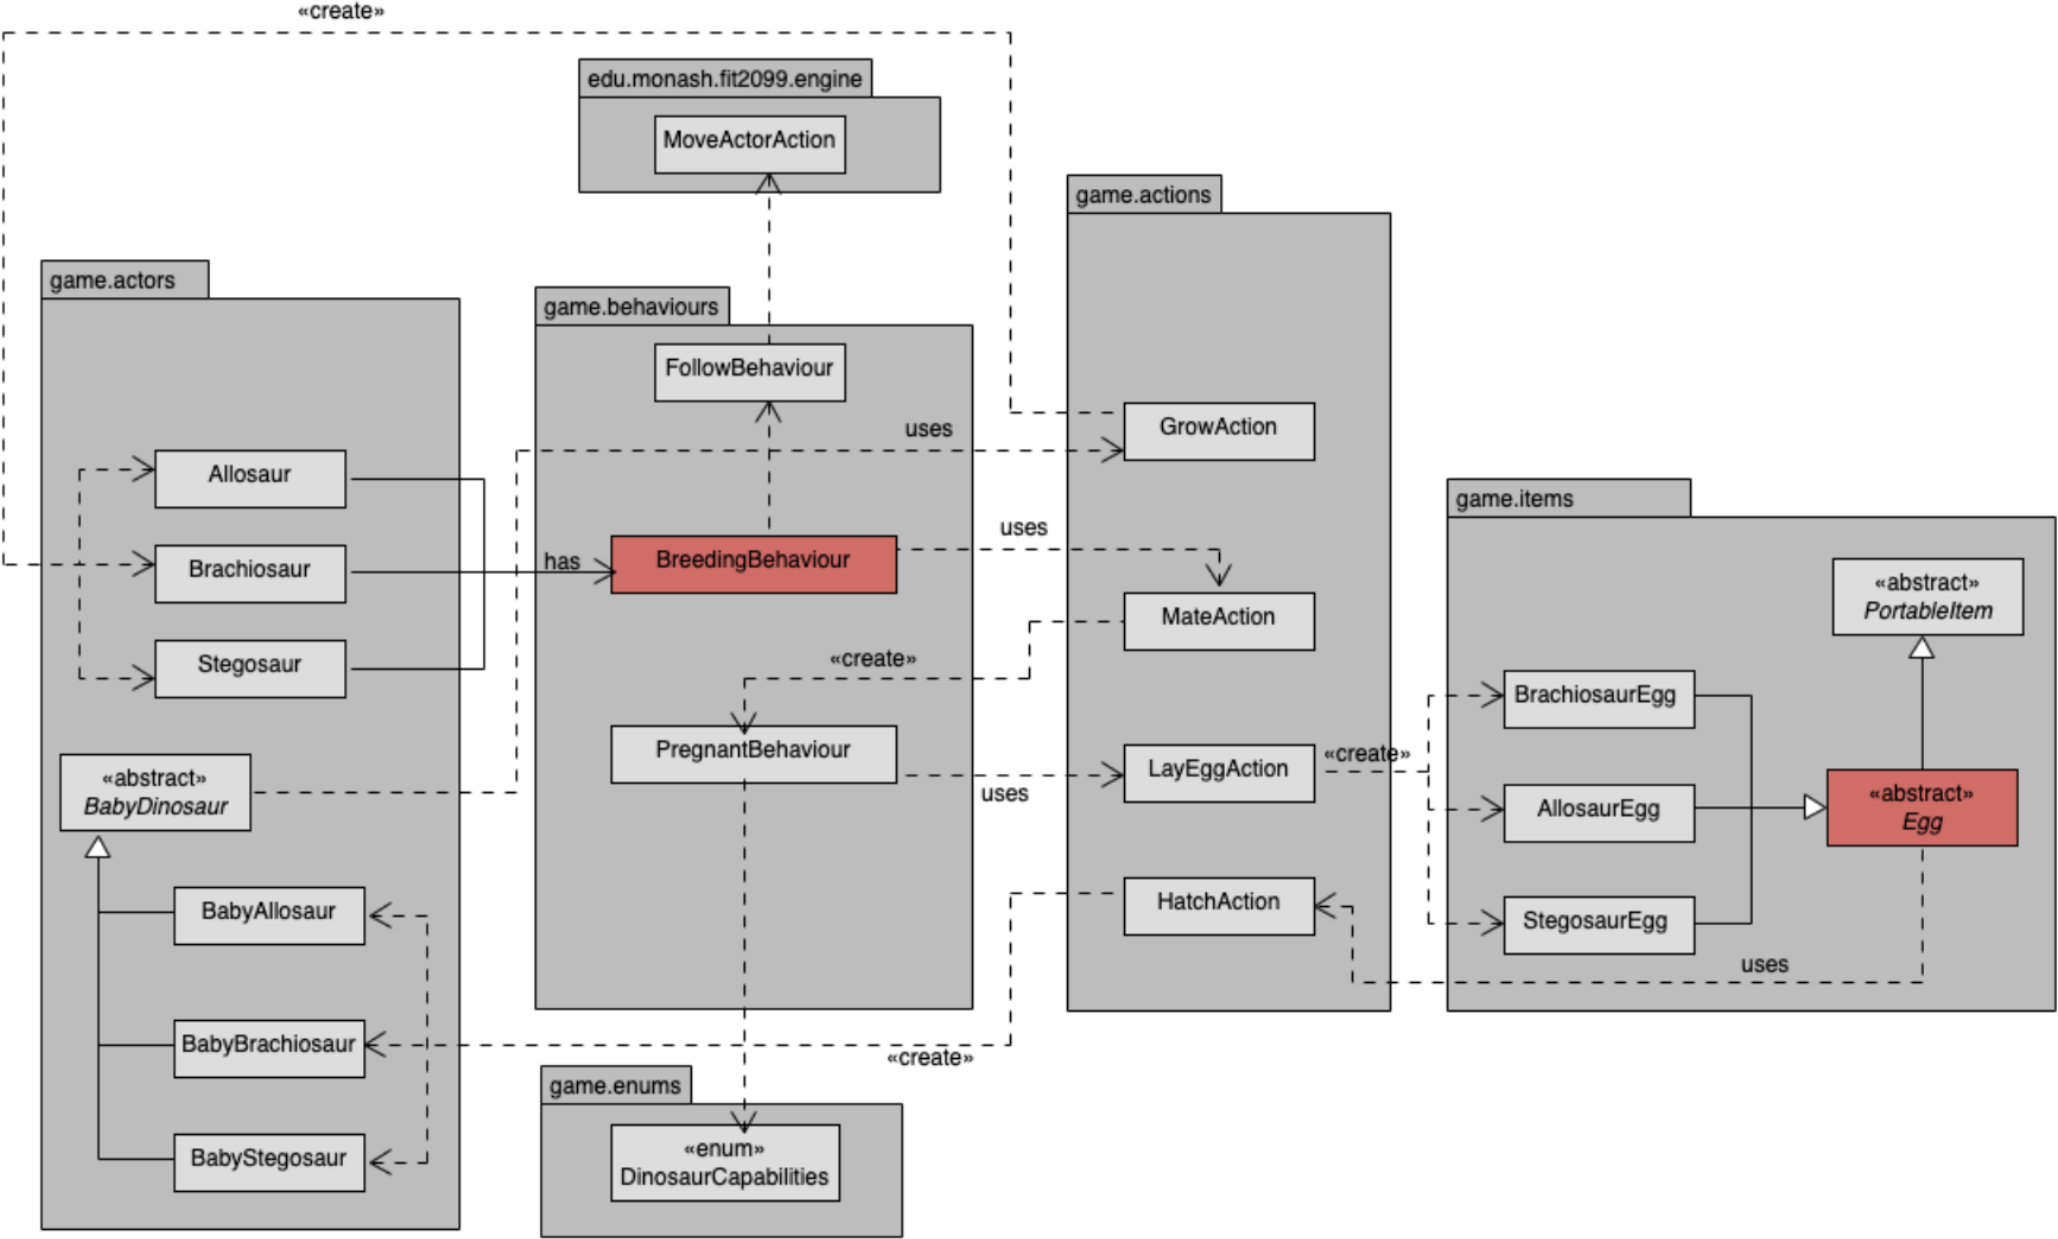 «create»
edu.monash.fit2099.engine
MoveActorAction
game.actions
game.actors
game.behaviours
FollowBehaviour
GrowAction
uses
Allosaur
game.items
uses
has
BreedingBehaviour
Brachiosaur
«abstract»
PortableItem
MateAction
Stegosaur
«create»
BrachiosaurEgg
PregnantBehaviour
LayEggAction
«create»
«abstract»
BabyDinosaur
uses
AllosaurEgg
«abstract»
Egg
BabyAllosaur
HatchAction
StegosaurEgg
uses
BabyBrachiosaur
«create»
game.enums
BabyStegosaur
«enum»
DinosaurCapabilities